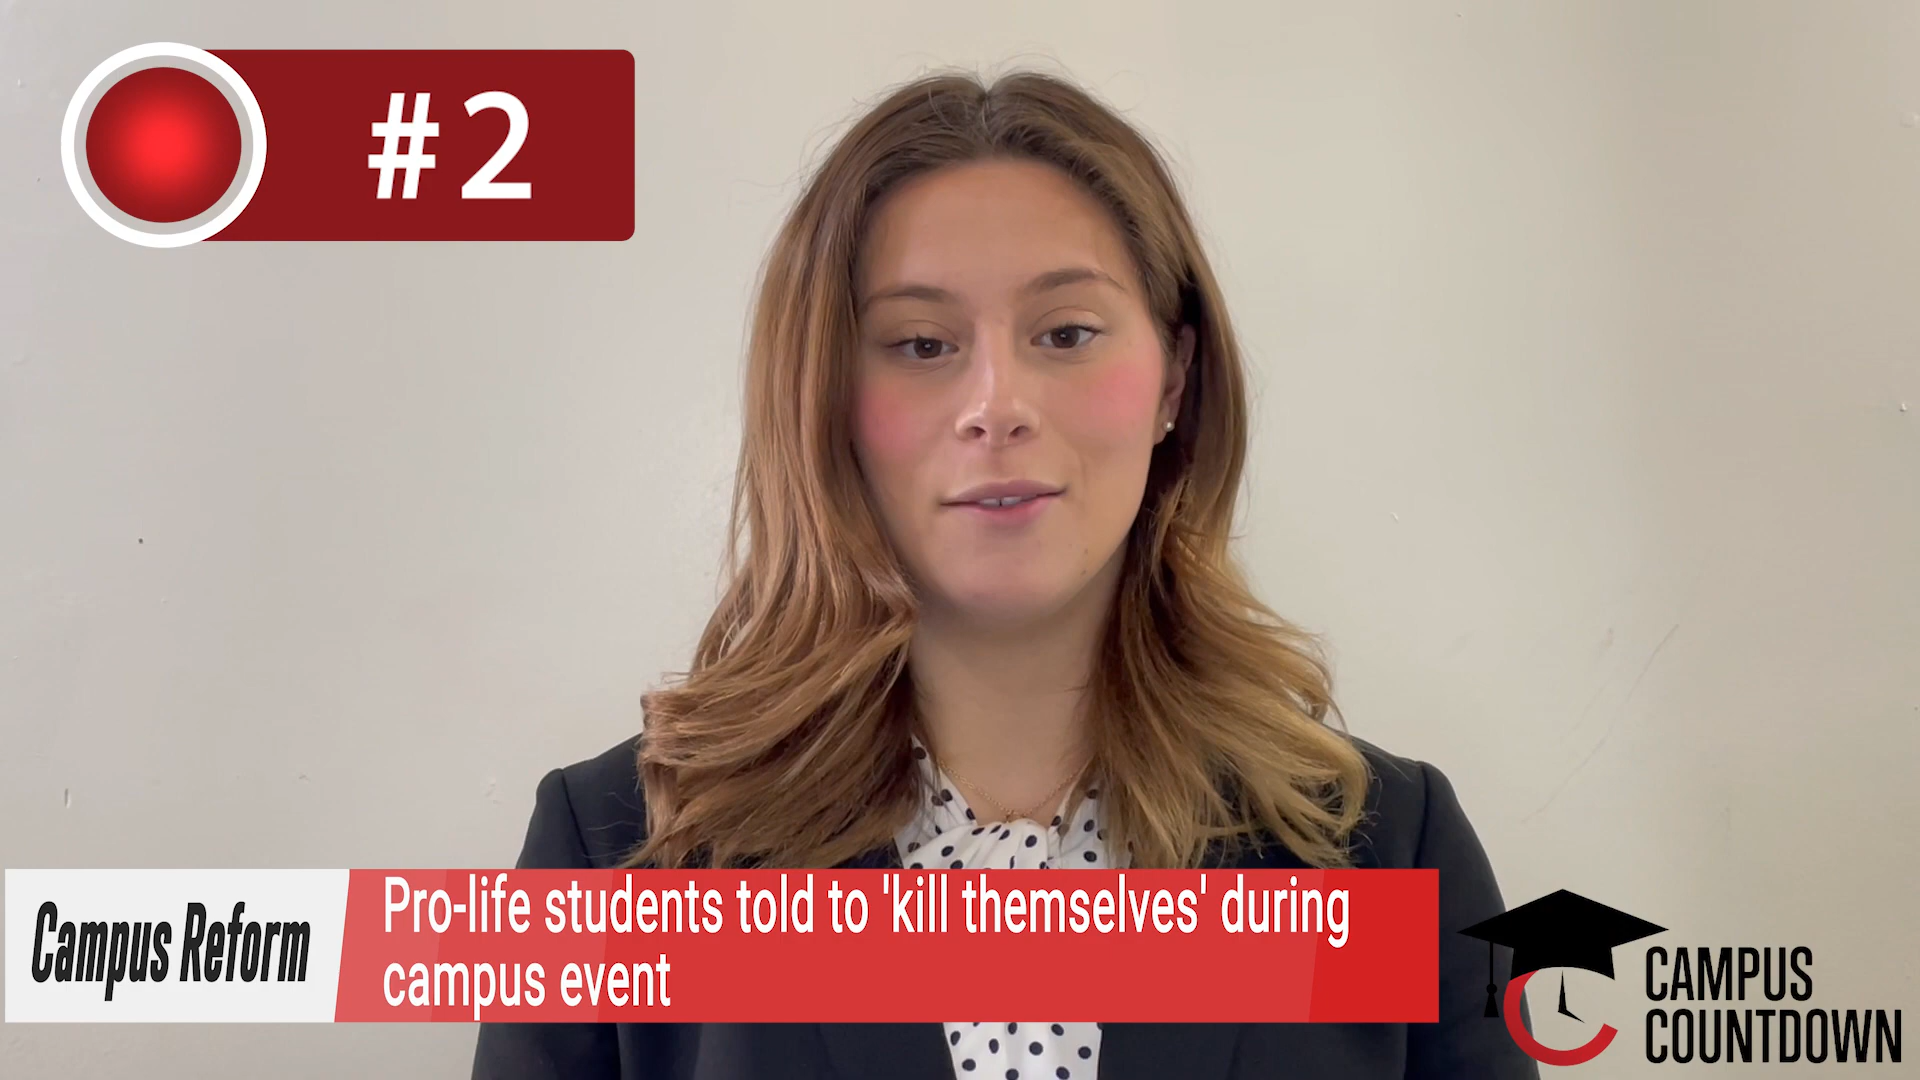 #2
Campus Reform
Pro-life students told to 'kill themselves' during
campus event
CAMPUS
COUNTDOWN